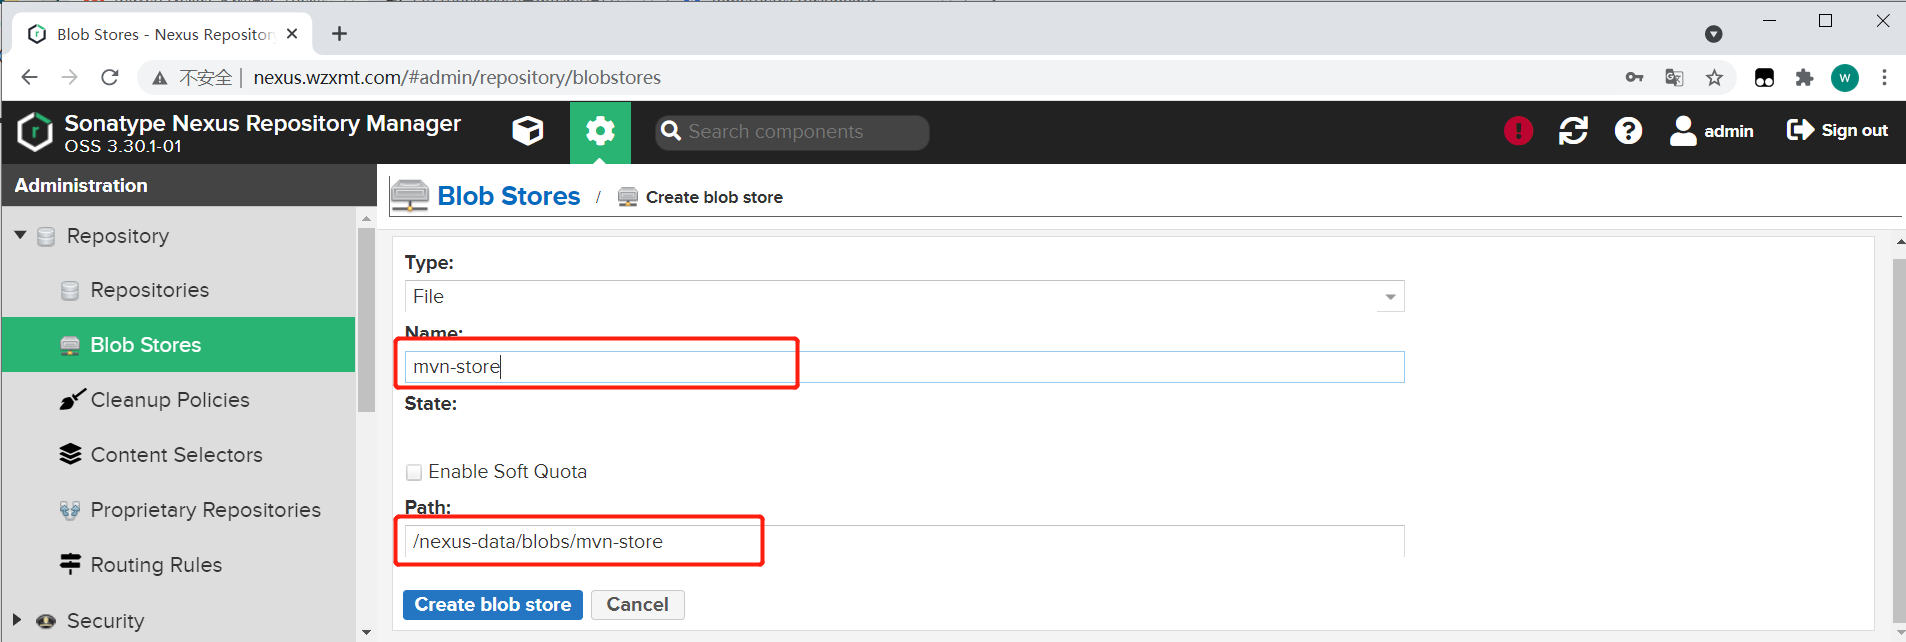 Blob Stores - Nexus Repositor
不安全 | nexus.wzxmt.com/#admin/repository/blobstores
W
Sonatype Nexus Repository Manager
OSS 3.30.1-01
Search components
admin
Sign out
Administration
Blob Stores / Create blob store
Repository
Repositories
Blob Stores
Cleanup Policies
Content Selectors
Proprietary Repositories
Routing Rules
Security
Type:
File
Name:
mvn-store
State:
Enable Soft Quota
Path:
/nexus-data/blobs/mvn-store
Create blob store
Cancel